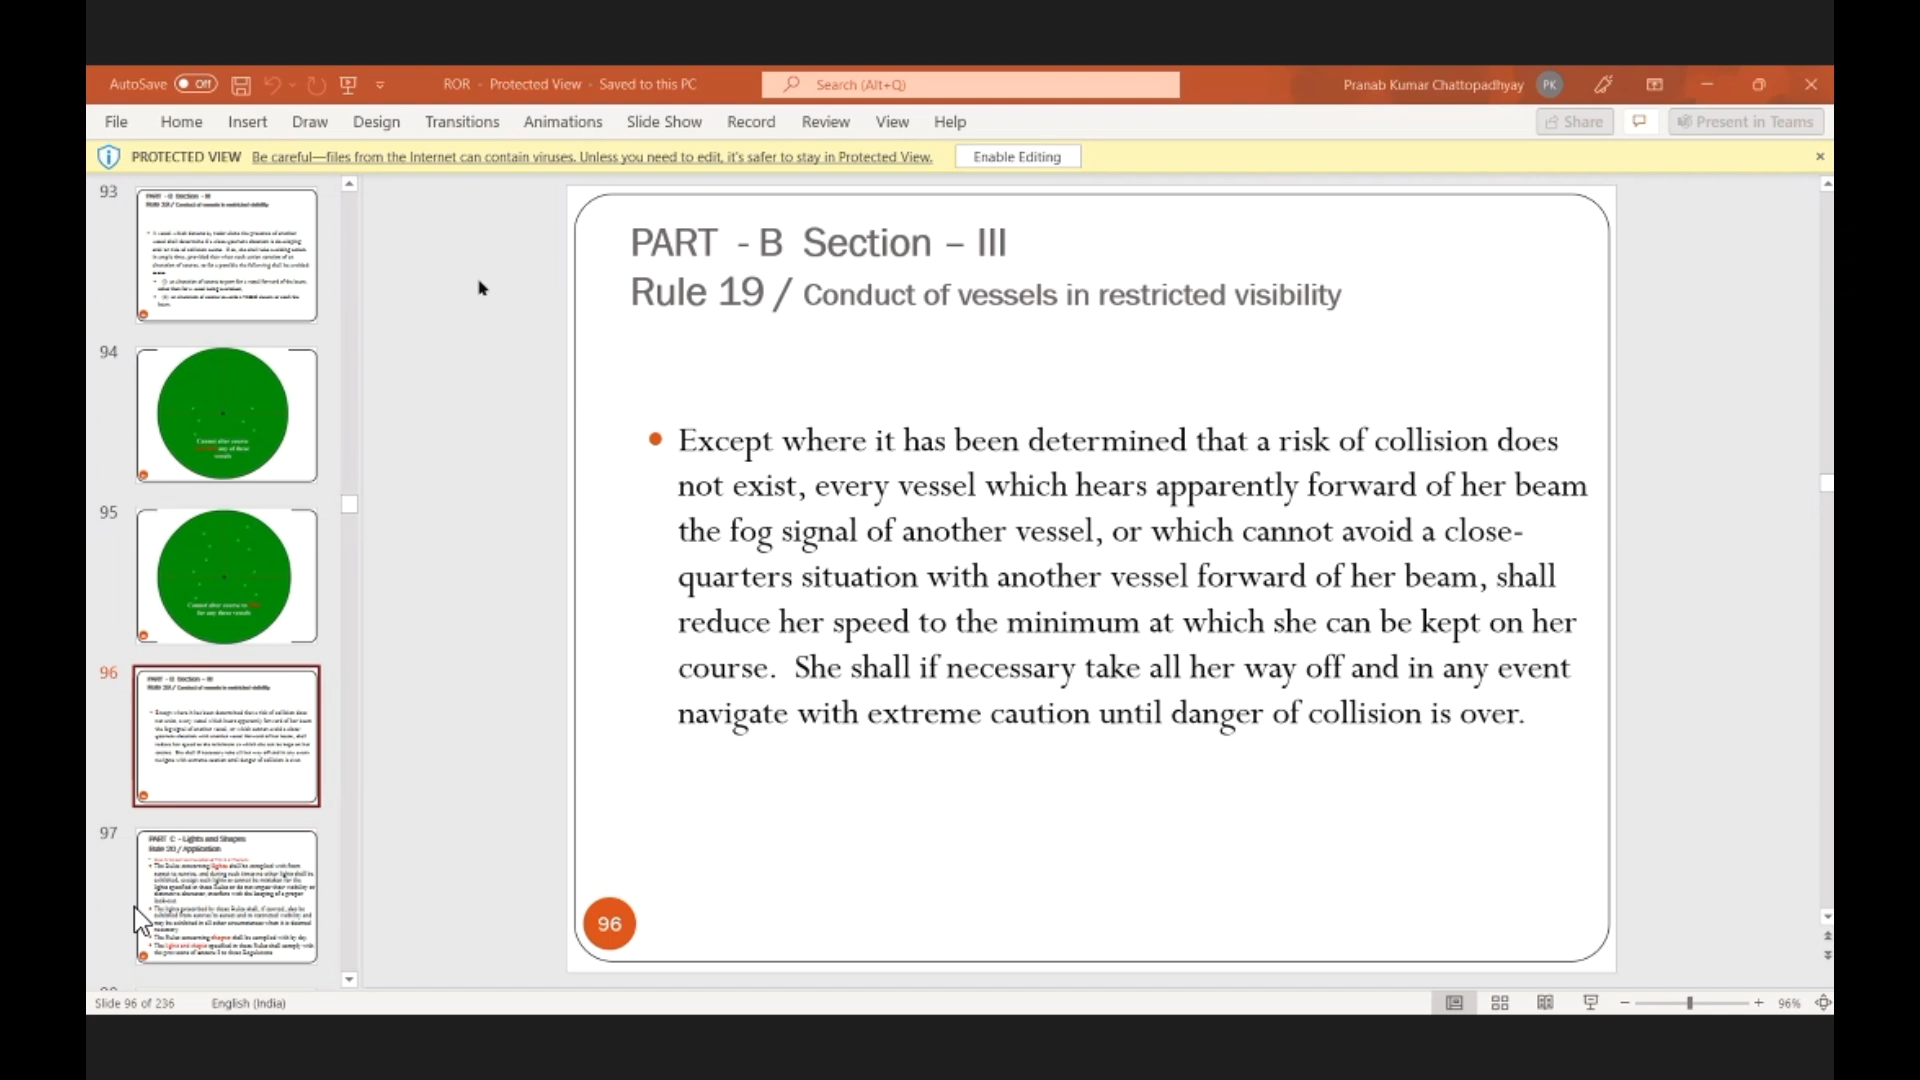 AutoSave Off
ROR - Protected View - Saved to this PC
Search (Alt+Q)
Pranab Kumar Chattopadhyay PK
File Home Insert Draw Design Transitions Animations Slide Show Record Review View Help
Share Present in Teams
PROTECTED VIEW Be careful—files from the Internet can contain viruses. Unless you need to edit, it's safer to stay in Protected View. Enable Editing
93
94
95
96
97
PART C - Lights and Shapes
Rule 20 / Application
PART - B Section – III
Rule 19 / Conduct of vessels in restricted visibility
• Except where it has been determined that a risk of collision does
not exist, every vessel which hears apparently forward of her beam
the fog signal of another vessel, or which cannot avoid a close-
quarters situation with another vessel forward of her beam, shall
reduce her speed to the minimum at which she can be kept on her
course. She shall if necessary take all her way off and in any event
navigate with extreme caution until danger of collision is over.
96
Slide 96 of 236 English (India)
96%